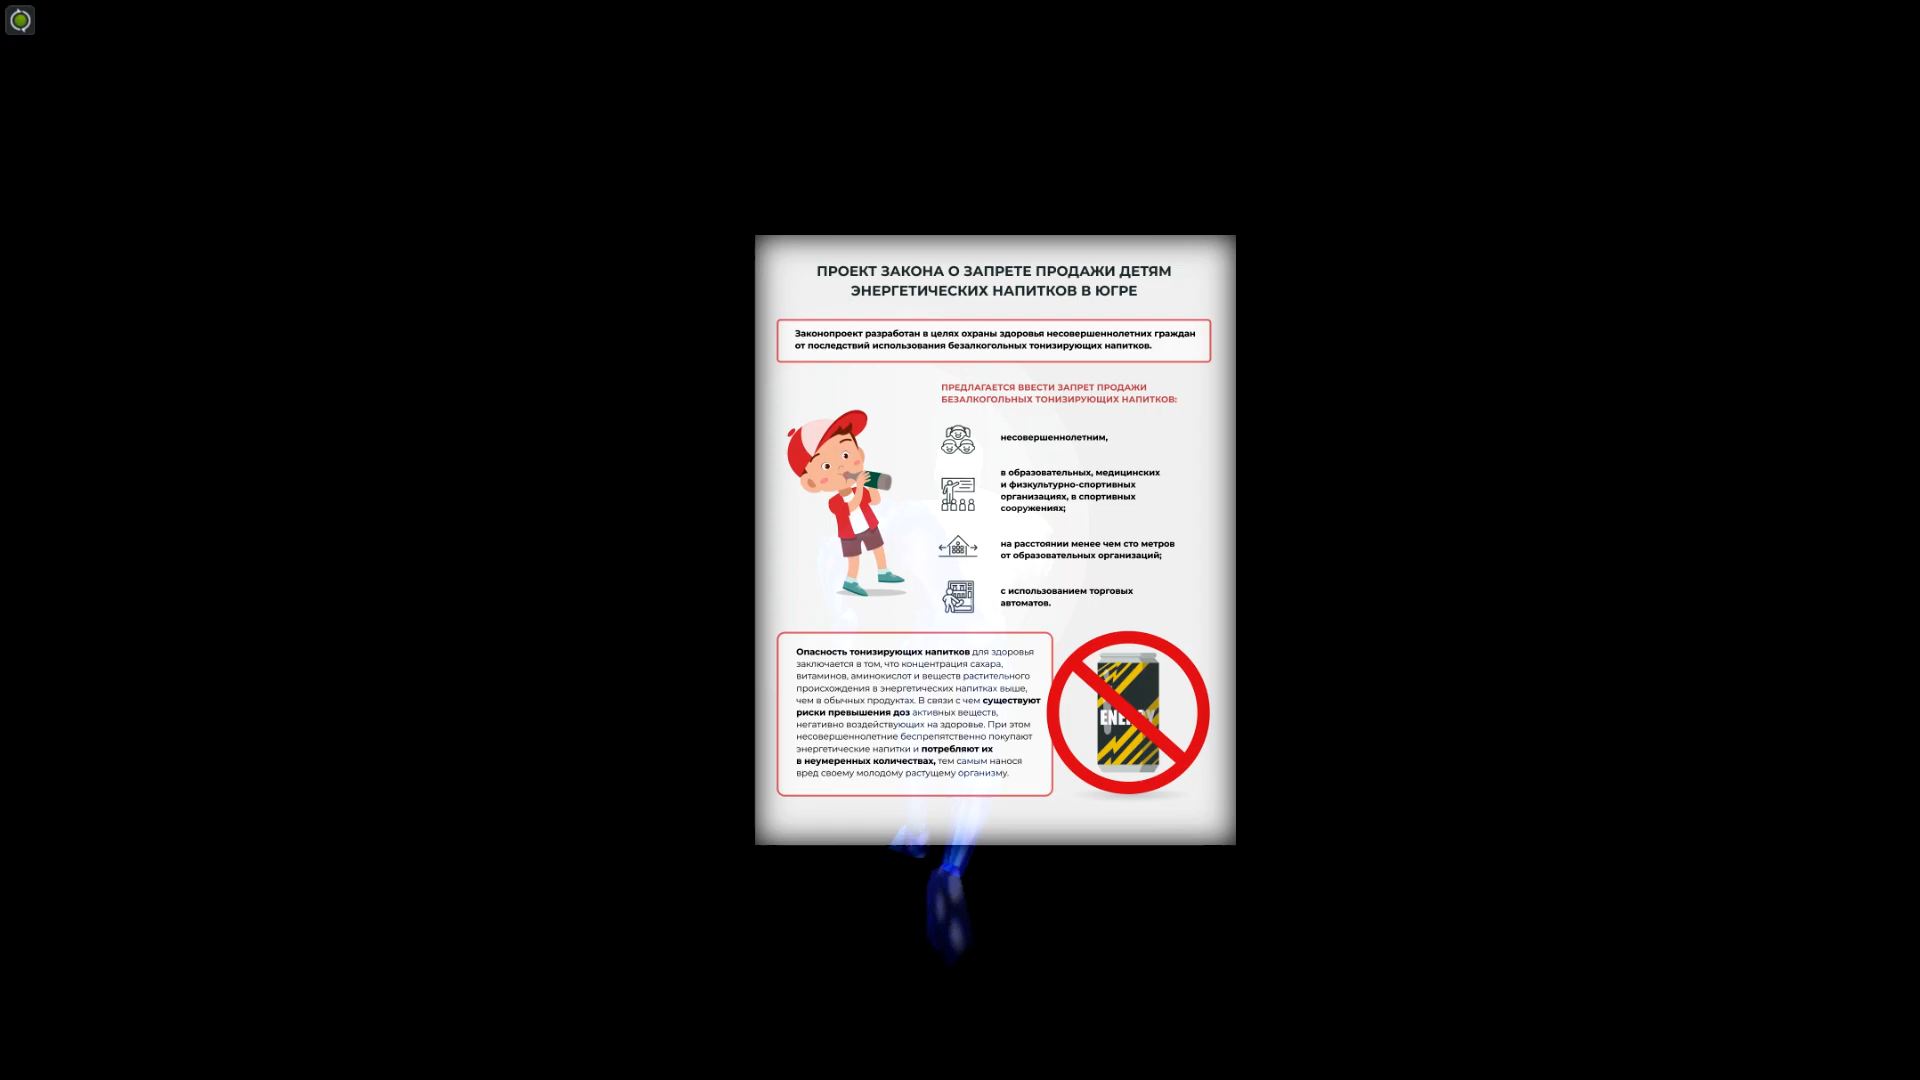 ПРОЕКТ ЗАКОНА О ЗАПРЕТЕ ПРОДАЖИ ДЕТЯМ
ЭНЕРГЕТИЧЕСКИХ НАПИТКОВ В ЮГРЕ
Законопроект разработан в целях охраны здоровья несовершеннолетних граждан
от последствий использования безалкогольных тонизирующих напитков.
ПРЕДЛАГАЕТСЯ ВВЕСТИ ЗАПРЕТ ПРОДАЖИ
БЕЗАЛКОГОЛЬНЫХ ТОНИЗИРУЮЩИХ НАПИТКОВ:
несовершеннолетним,
в образовательных, медицинских
и физкультурно-спортивных
организациях, в спортивных
сооружениях;
на расстоянии менее чем сто метров
от образовательных организаций;
с использованием торговых
автоматов.
Опасность тонизирующих напитков для здоровья
заключается в том, что концентрация сахара,
витаминов, аминокислот и веществ растительного
происхождения в энергетических напитках выше,
чем в обычных продуктах. В связи с чем существуют
риски превышения доз активных веществ,
негативно воздействующих на здоровье. При этом
несовершеннолетние беспрепятственно покупают
энергетические напитки и потребляют их
в неумеренных количествах, тем самым нанося
вред своему молодому растущему организму.
ENERGY